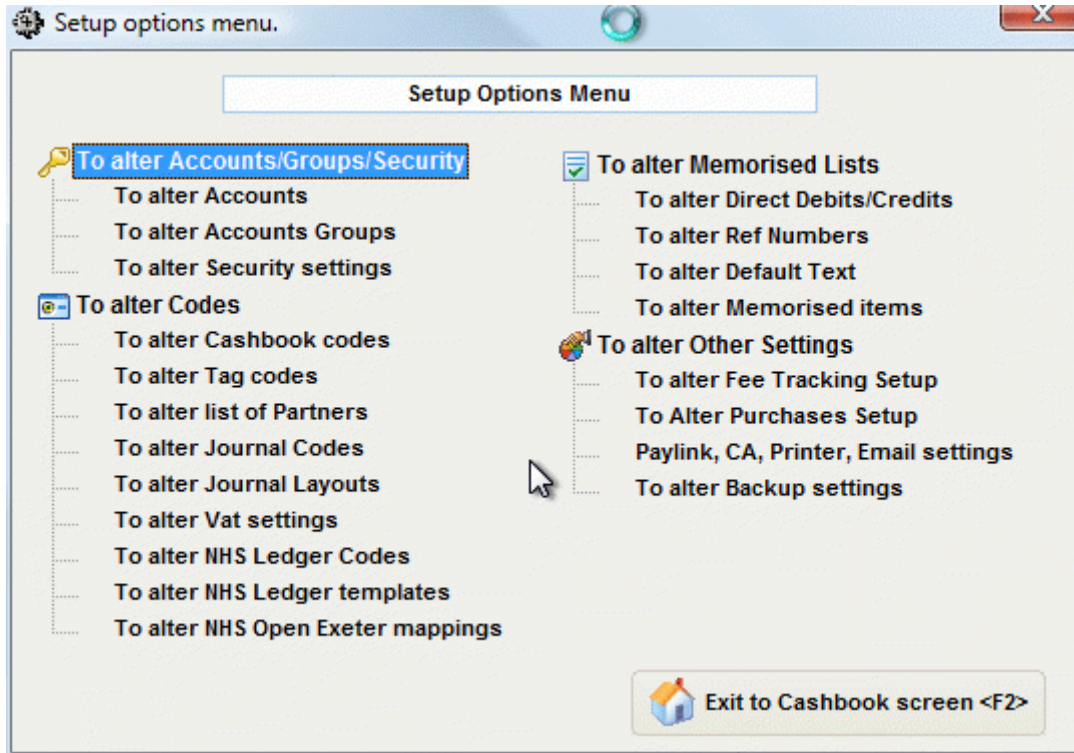 Setup options menu.
Setup Options Menu
To alter Accounts/Groups/Security
To alter Accounts
To alter Accounts Groups
To alter Security settings
To alter Codes
To alter Cashbook codes
To alter Tag codes
To alter list of Partners
To alter Journal Codes
To alter Journal Layouts
To alter Vat settings
To alter NHS Ledger Codes
To alter NHS Ledger templates
To alter NHS Open Exeter mappings
To alter Memorised Lists
To alter Direct Debits/Credits
To alter Ref Numbers
To alter Default Text
To alter Memorised items
To alter Other Settings
To alter Fee Tracking Setup
To Alter Purchases Setup
Paylink, CA, Printer, Email settings
To alter Backup settings
Exit to Cashbook screen <F2>